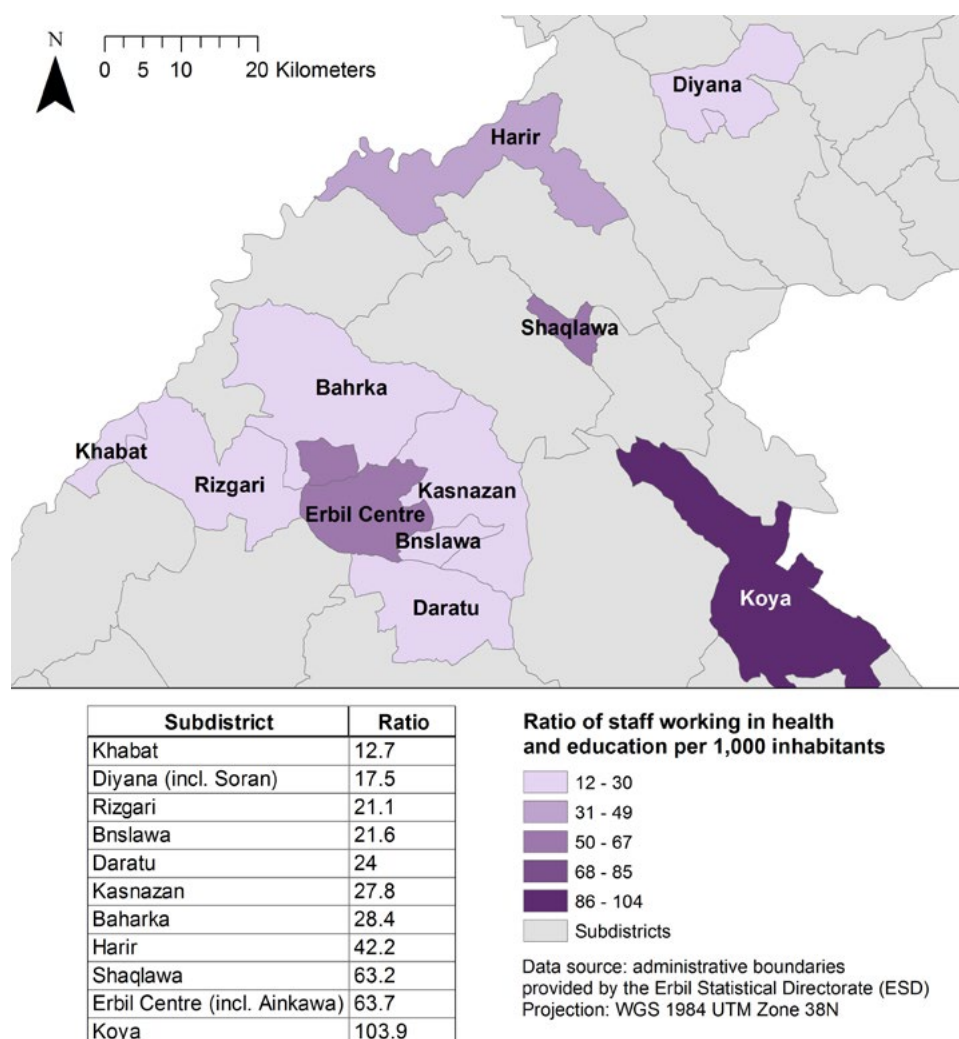 N
0 5 10 20 Kilometers
Diyana
Harir
Shaqlawa
Bahrka
Khabat
Rizgari
Kasnazan
Erbil Centre
Bnslawa
Koya
Daratu
Subdistrict Ratio
Khabat 12.7
Diyana (incl. Soran) 17.5
Rizgari 21.1
Bnslawa 21.6
Daratu 24
Kasnazan 27.8
Baharka 28.4
Harir 42.2
Shaqlawa 63.2
Erbil Centre (incl. Ainkawa) 63.7
Koya 103.9
Ratio of staff working in health
and education per 1,000 inhabitants
12 - 30
31 - 49
50 - 67
68 - 85
86 - 104
Subdistricts
Data source: administrative boundaries
provided by the Erbil Statistical Directorate (ESD)
Projection: WGS 1984 UTM Zone 38N